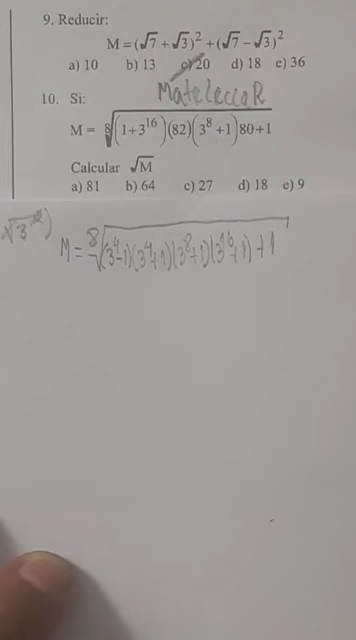 9. Reducir:
M = (√7 + √3)² + (√7 − √3)²
a) 10 b) 13 c) 20 d) 18 e) 36
MateLeccaR
10. Si:
M = ⁸√(1+3¹⁶)(82)(3⁸+1)80+1
Calcular √M
a) 81 b) 64 c) 27 d) 18 e) 9
M = ⁸√(3⁴-1)(3⁴+1)(3⁸+1)(3¹⁶+1)+1